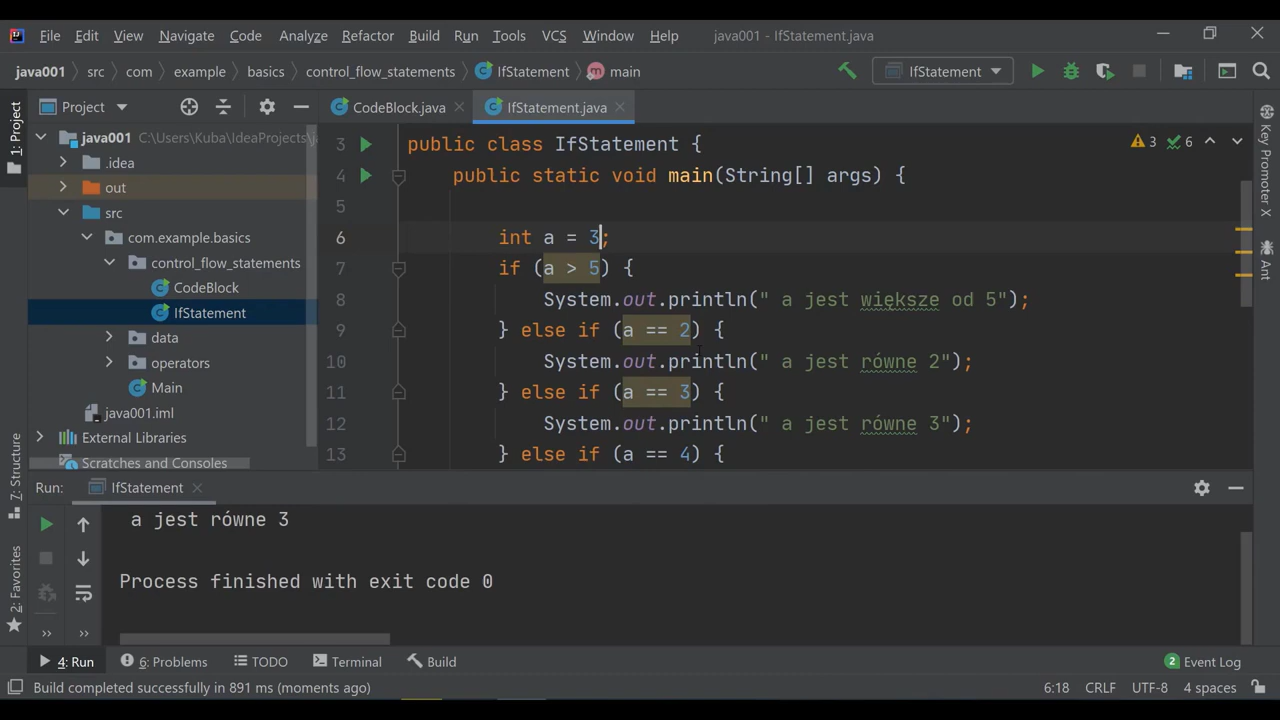 File Edit View Navigate Code Analyze Refactor Build Run Tools VCS Window Help java001 - IfStatement.java
java001 src com example basics control_flow_statements IfStatement main IfStatement
1: Project
Project
CodeBlock.java IfStatement.java
java001 C:\Users\Kuba\IdeaProjects\j
.idea
out
src
com.example.basics
control_flow_statements
CodeBlock
IfStatement
data
operators
Main
java001.iml
External Libraries
Scratches and Consoles
3 public class IfStatement {
4 public static void main(String[] args) {
5
6 int a = 3;
7 if (a > 5) {
8 System.out.println(" a jest większe od 5");
9 } else if (a == 2) {
10 System.out.println(" a jest równe 2");
11 } else if (a == 3) {
12 System.out.println(" a jest równe 3");
13 } else if (a == 4) {
3 6
Key Promoter X
Ant
7: Structure
2: Favorites
Run: IfStatement
a jest równe 3
Process finished with exit code 0
4: Run 6: Problems TODO Terminal Build 2 Event Log
Build completed successfully in 891 ms (moments ago) 6:18 CRLF UTF-8 4 spaces